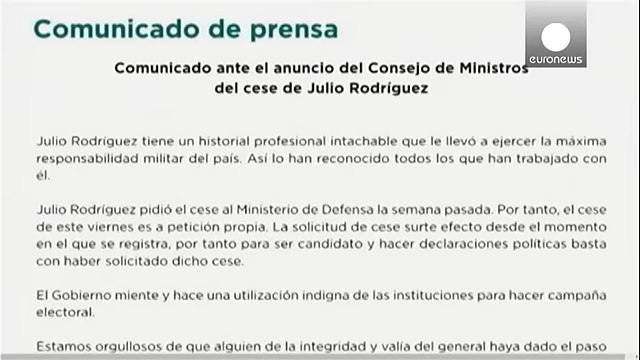 Comunicado de prensa
euronews
Comunicado ante el anuncio del Consejo de Ministros
del cese de Julio Rodríguez
Julio Rodríguez tiene un historial profesional intachable que le llevó a ejercer la máxima
responsabilidad militar del país. Así lo han reconocido todos los que han trabajado con
él.
Julio Rodríguez pidió el cese al Ministerio de Defensa la semana pasada. Por tanto, el cese
de este viernes es a petición propia. La solicitud de cese surte efecto desde el momento
en el que se registra, por tanto para ser candidato y hacer declaraciones políticas basta
con haber solicitado dicho cese.
El Gobierno miente y hace una utilización indigna de las instituciones para hacer campaña
electoral.
Estamos orgullosos de que alguien de la integridad y valía del general haya dado el paso